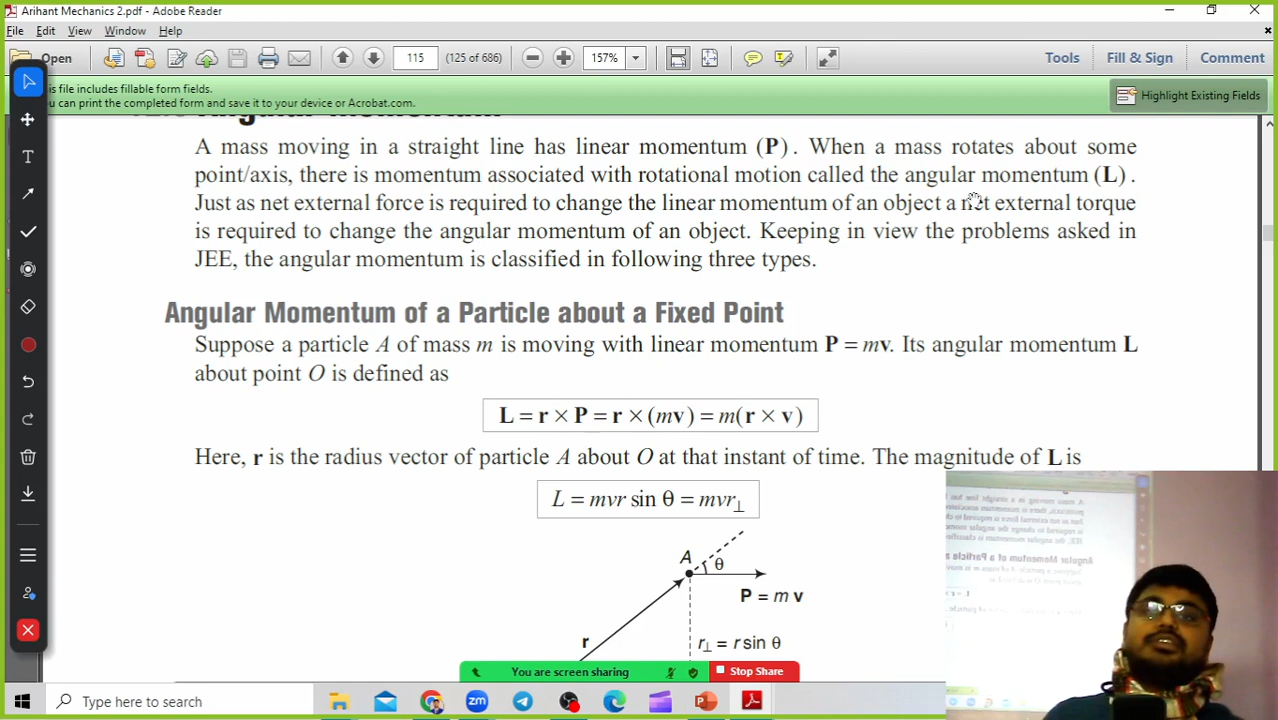 Arihant Mechanics 2.pdf - Adobe Reader
File Edit View Window Help
Open 115 (125 of 686) 157% Tools Fill & Sign Comment
s file includes fillable form fields.
u can print the completed form and save it to your device or Acrobat.com.
Highlight Existing Fields
Angular Momentum
A mass moving in a straight line has linear momentum (P). When a mass rotates about some
point/axis, there is momentum associated with rotational motion called the angular momentum (L).
Just as net external force is required to change the linear momentum of an object a net external torque
is required to change the angular momentum of an object. Keeping in view the problems asked in
JEE, the angular momentum is classified in following three types.
Angular Momentum of a Particle about a Fixed Point
Suppose a particle A of mass m is moving with linear momentum P = mv. Its angular momentum L
about point O is defined as
L = r × P = r × (mv) = m(r × v)
Here, r is the radius vector of particle A about O at that instant of time. The magnitude of L is
L = mvr sin θ = mvr⊥
A
θ
P = m v
r
r⊥ = r sin θ
You are screen sharing
Stop Share
Type here to search
zm